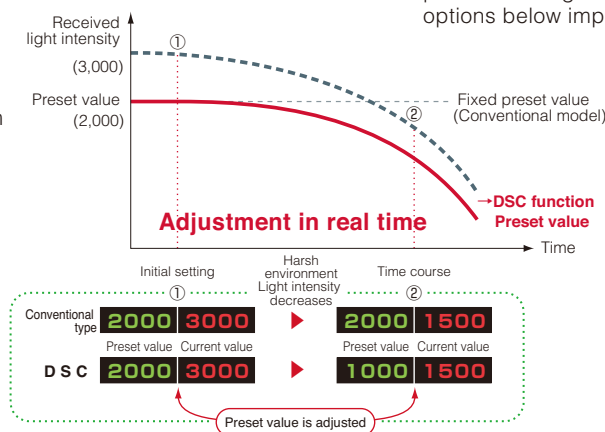 options below imp
Received
light intensity
(3,000)
①
Preset value
(2,000)
Fixed preset value
(Conventional model)
②
→DSC function
Preset value
Adjustment in real time
Time
Initial setting
①
Harsh
environment
Light intensity
decreases
Time course
②
Conventional
type
2000 3000 2000 1500
Preset value Current value Preset value Current value
DSC
2000 3000 1000 1500
Preset value is adjusted